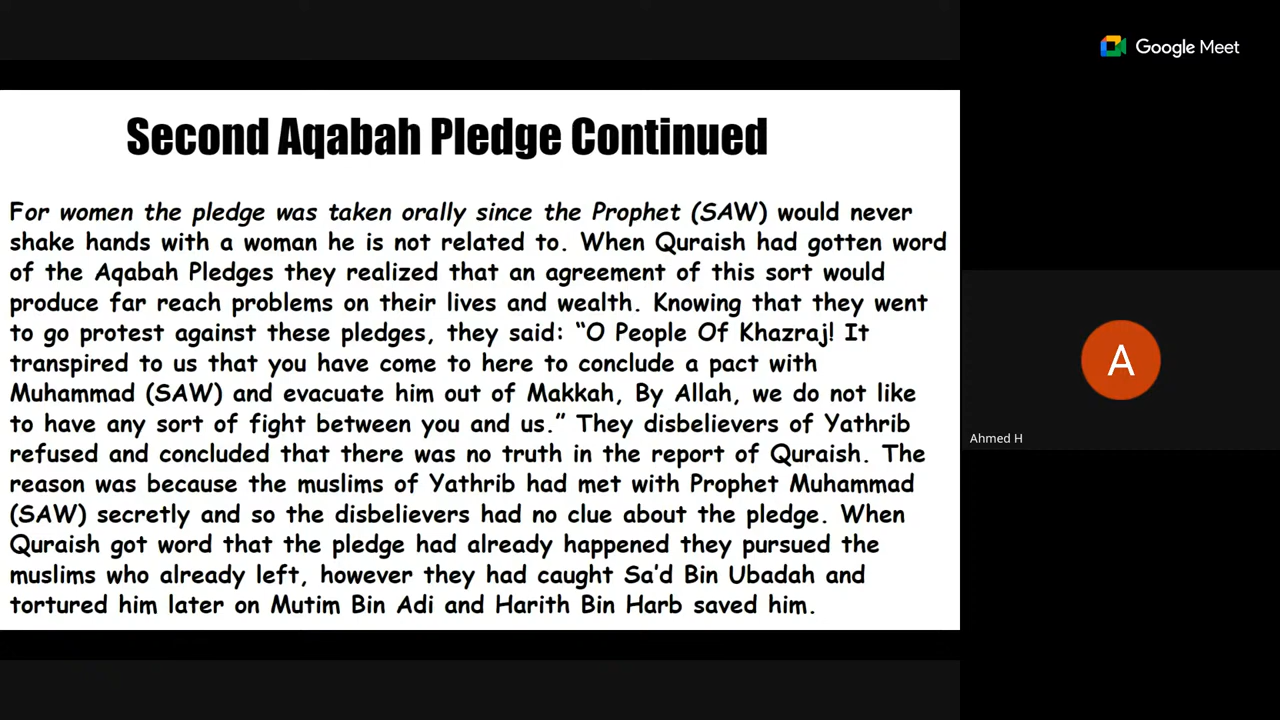 Google Meet
Second Aqabah Pledge Continued
For women the pledge was taken orally since the Prophet (SAW) would never
shake hands with a woman he is not related to. When Quraish had gotten word
of the Aqabah Pledges they realized that an agreement of this sort would
produce far reach problems on their lives and wealth. Knowing that they went
to go protest against these pledges, they said: “O People Of Khazraj! It
transpired to us that you have come to here to conclude a pact with
Muhammad (SAW) and evacuate him out of Makkah, By Allah, we do not like
to have any sort of fight between you and us.” They disbelievers of Yathrib
refused and concluded that there was no truth in the report of Quraish. The
reason was because the muslims of Yathrib had met with Prophet Muhammad
(SAW) secretly and so the disbelievers had no clue about the pledge. When
Quraish got word that the pledge had already happened they pursued the
muslims who already left, however they had caught Sa’d Bin Ubadah and
tortured him later on Mutim Bin Adi and Harith Bin Harb saved him.
A
Ahmed H